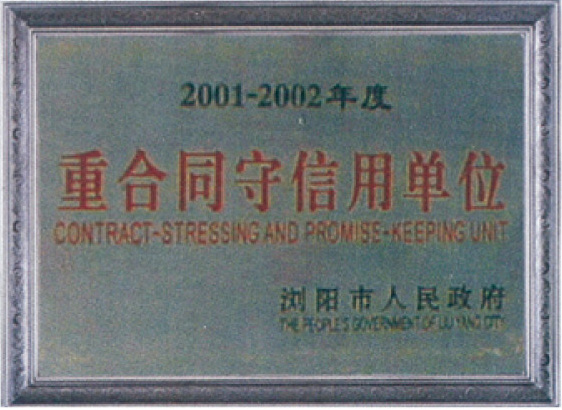 2001-2002年度
重合同守信用单位
CONTRACT-STRESSING AND PROMISE-KEEPING UNIT
浏阳市人民政府
THE PEOPLE'S GOVERNMENT OF LIU YANG CITY